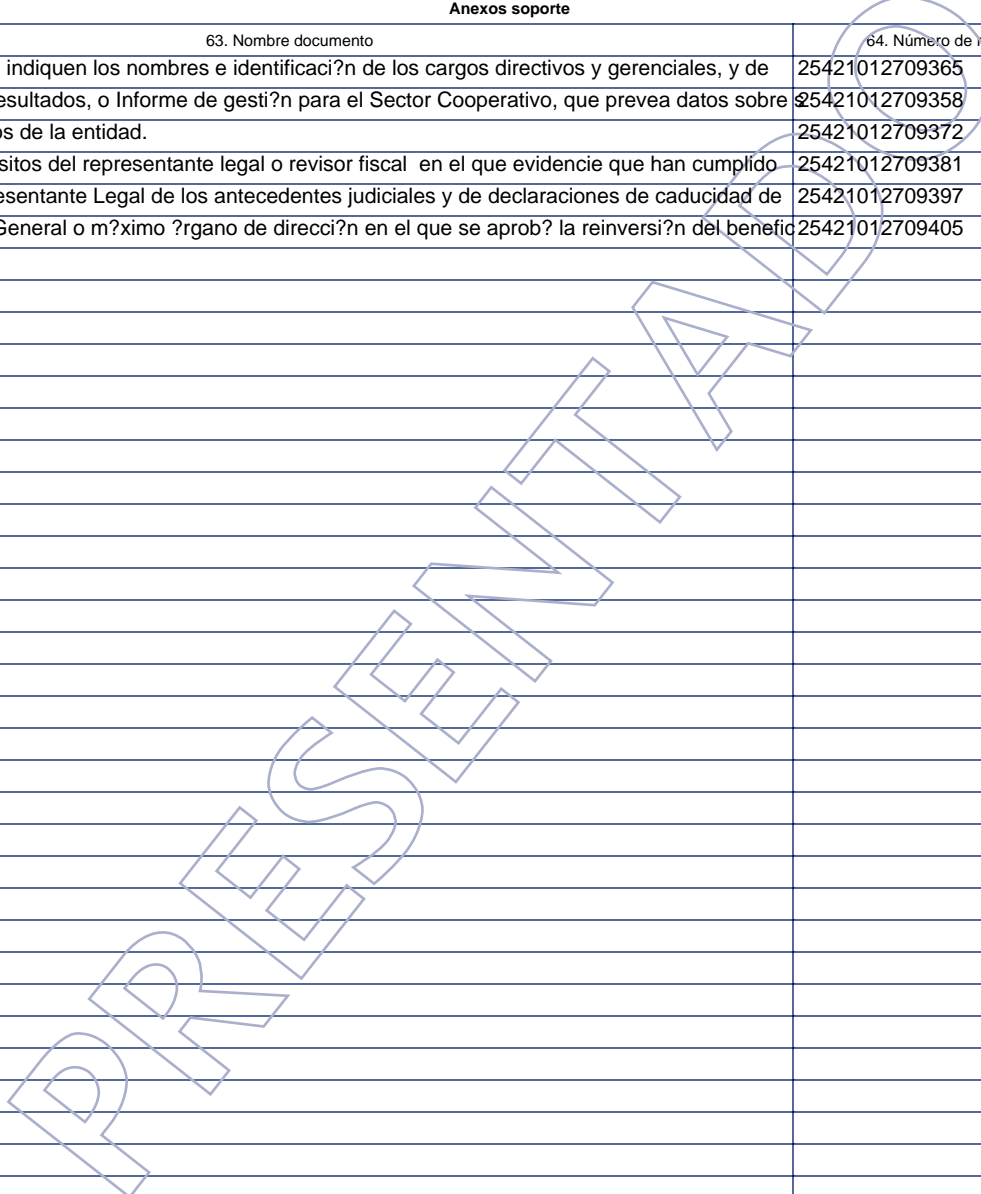 Anexos soporte
63. Nombre documento 64. Número de
indiquen los nombres e identificaci?n de los cargos directivos y gerenciales, y de 25421012709365
esultados, o Informe de gesti?n para el Sector Cooperativo, que prevea datos sobre s 25421012709358
os de la entidad. 25421012709372
sitos del representante legal o revisor fiscal en el que evidencie que han cumplido 25421012709381
esentante Legal de los antecedentes judiciales y de declaraciones de caducidad de 25421012709397
General o m?ximo ?rgano de direcci?n en el que se aprob? la reinversi?n del benefic 25421012709405
PRESENTADO